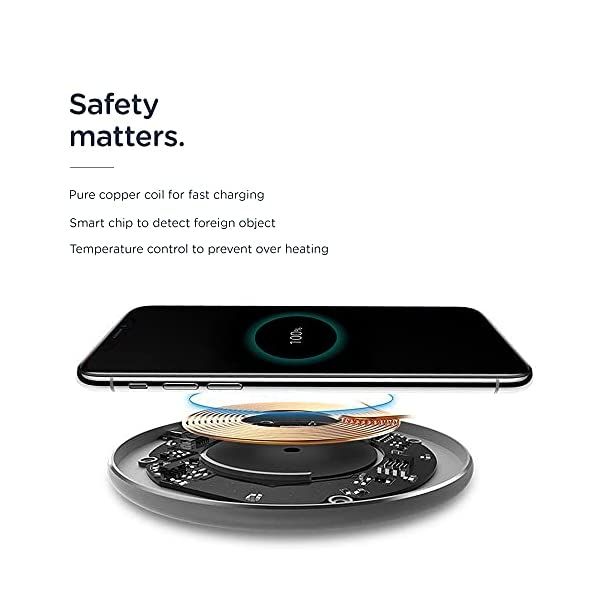 Safety
matters.
Pure copper coil for fast charging
Smart chip to detect foreign object
Temperature control to prevent over heating
100%